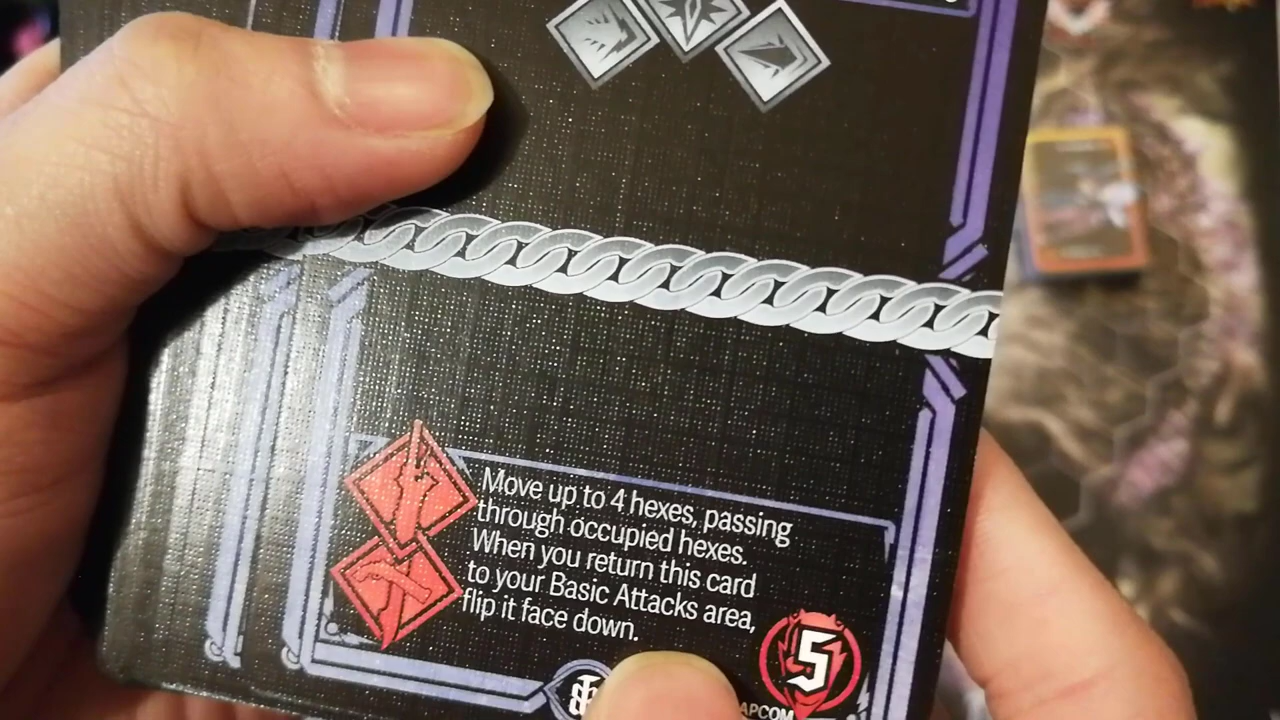 Move up to 4 hexes, passing
through occupied hexes.
When you return this card
to your Basic Attacks area,
flip it face down.
5
APCOM